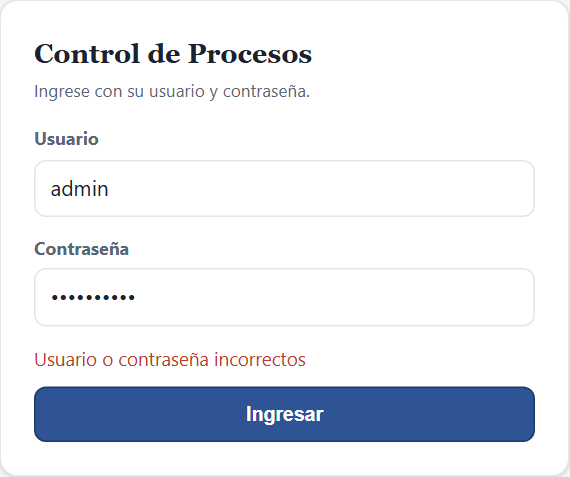 Control de Procesos
Ingrese con su usuario y contraseña.
Usuario
admin
Contraseña
••••••••••
Usuario o contraseña incorrectos
Ingresar